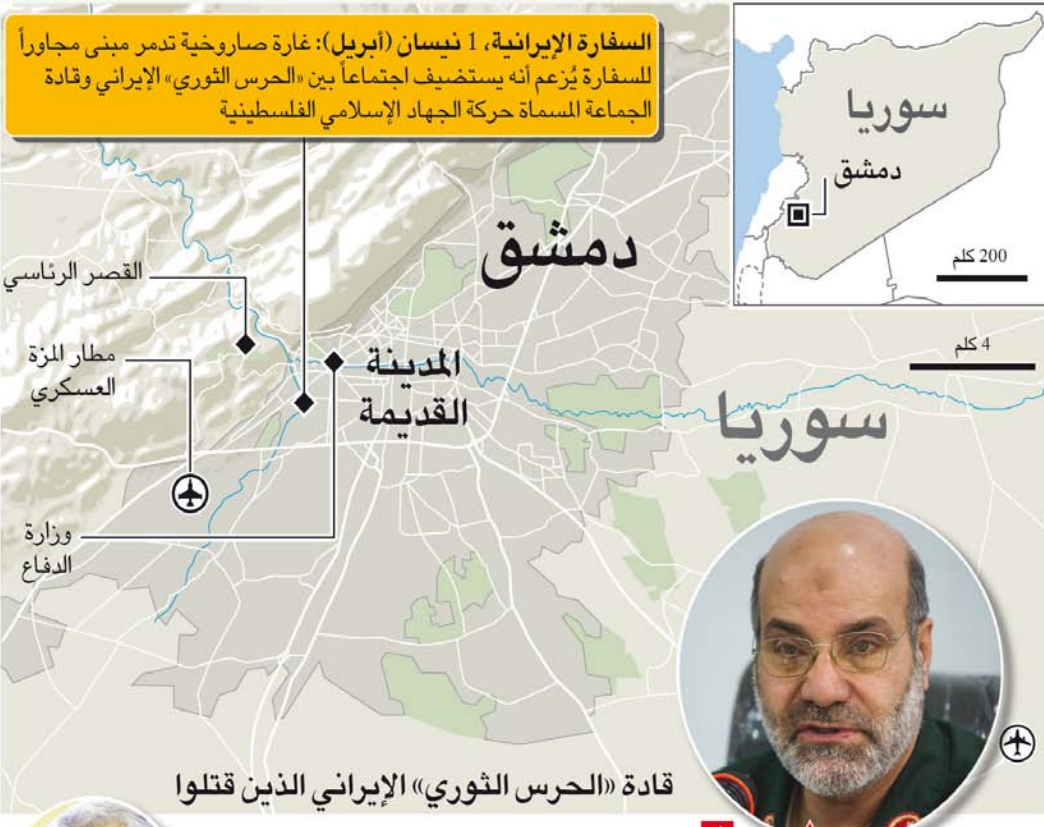 السفارة الإيرانية، 1 نيسان (أبريل): غارة صاروخية تدمر مبنى مجاوراً
للسفارة يُزعم أنه يستضيف اجتماعاً بين «الحرس الثوري» الإيراني وقادة
الجماعة المسماة حركة الجهاد الإسلامي الفلسطينية
سوريا
دمشق
200 كلم
دمشق
القصر الرئاسي
4 كلم
مطار المزة
العسكري
المدينة
القديمة
سوريا
وزارة
الدفاع
قادة «الحرس الثوري» الإيراني الذين قتلوا